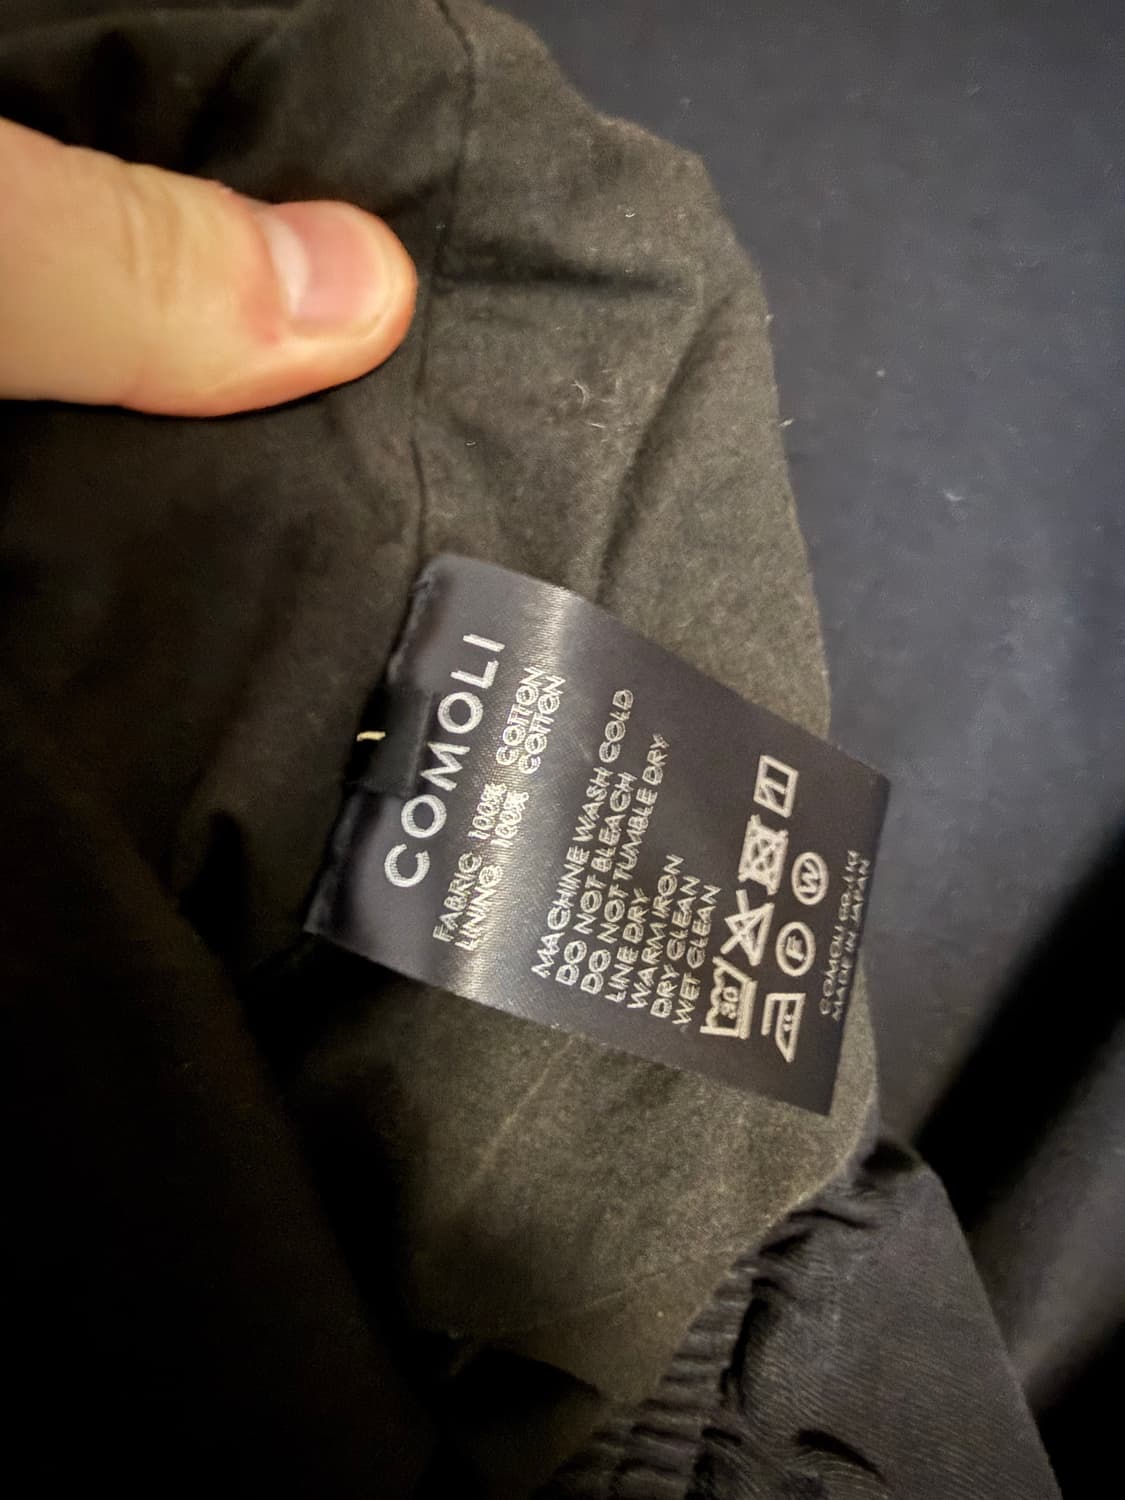 COMOLI
FABRIC 100% COTTON
LINING 100% COTTON
MACHINE WASH COLD
DO NOT BLEACH
DO NOT TUMBLE DRY
LINE DRY
WARM IRON
DRY CLEAN
WET CLEAN
30
F W
COMOLI
MADE IN JAPAN